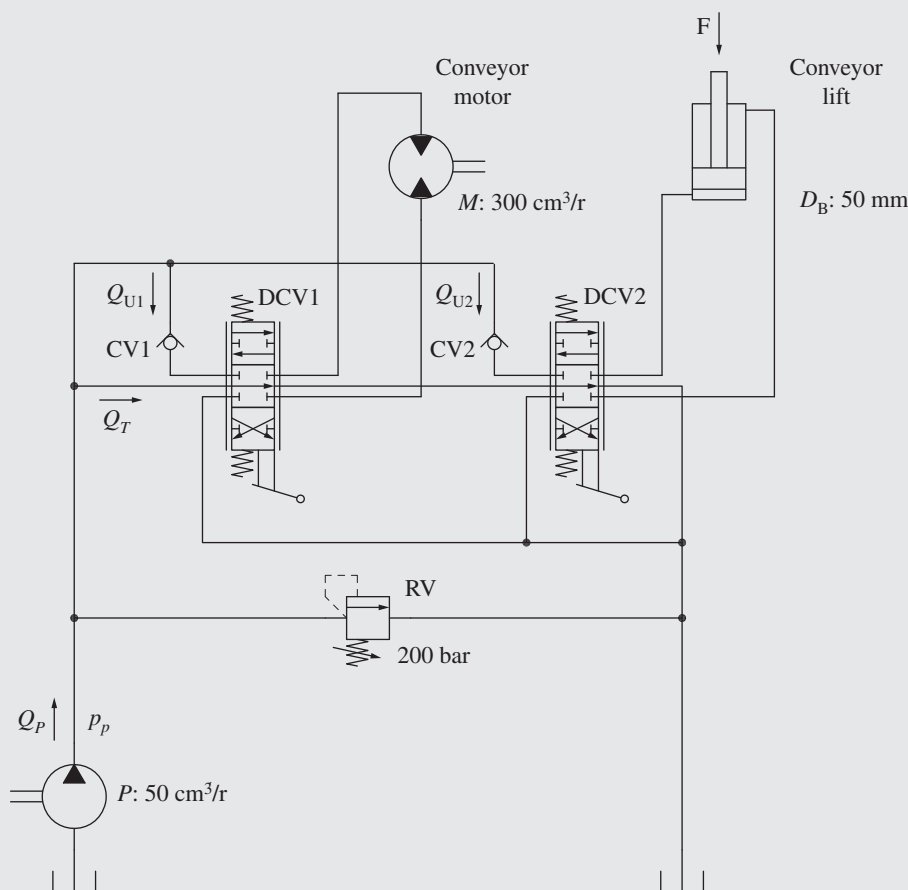 F
Conveyor
motor
Conveyor
lift
M: 300 cm³/r
D_B: 50 mm
Q_U1
DCV1
Q_U2
DCV2
CV1
CV2
Q_T
RV
200 bar
Q_P
p_p
P: 50 cm³/r